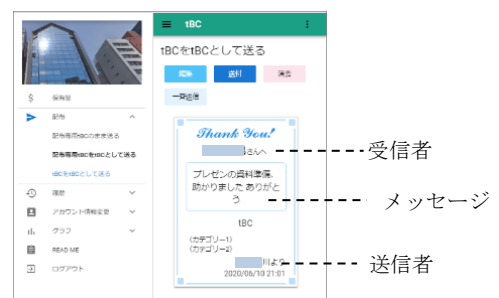 $ 保有量
配布
配布専用tBCのまま送る
配布専用tBCをtBCとして送る
tBCをtBCとして送る
履歴
アカウント情報変更
グラフ
READ ME
ログアウト
tBC
tBCをtBCとして送る
送付
一斉送信
Thank You!
さんへ
プレゼンの資料準備、
助かりました ありがと
う
tBC
(カテゴリー1)
(カテゴリー2)
川より
2020/06/10 21:01
受信者
メッセージ
送信者